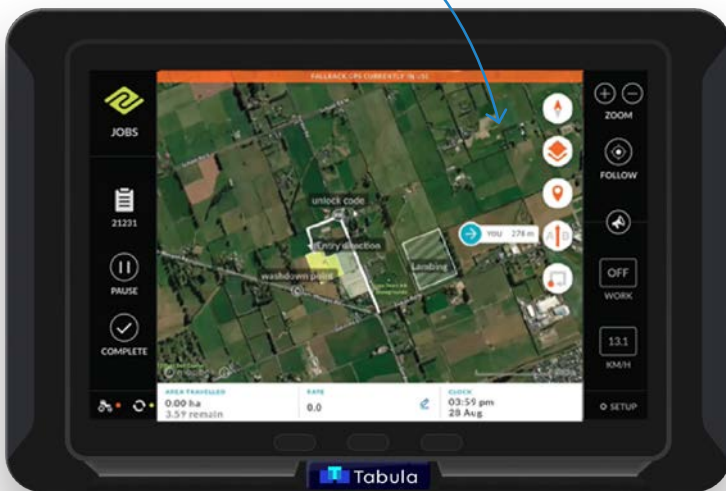 FALLBACK GPS CURRENTLY IN USE
JOBS
21231
PAUSE
COMPLETE
unlock code
Entry direction
washdown point
Lambing
YOU 276 m
A B
ZOOM
FOLLOW
OFF
WORK
13.1
KM/H
SETUP
AREA TRAVELLED
0.00 ha
3.59 remain
RATE
0.0
CLOCK
03:59 pm
28 Aug
Tabula